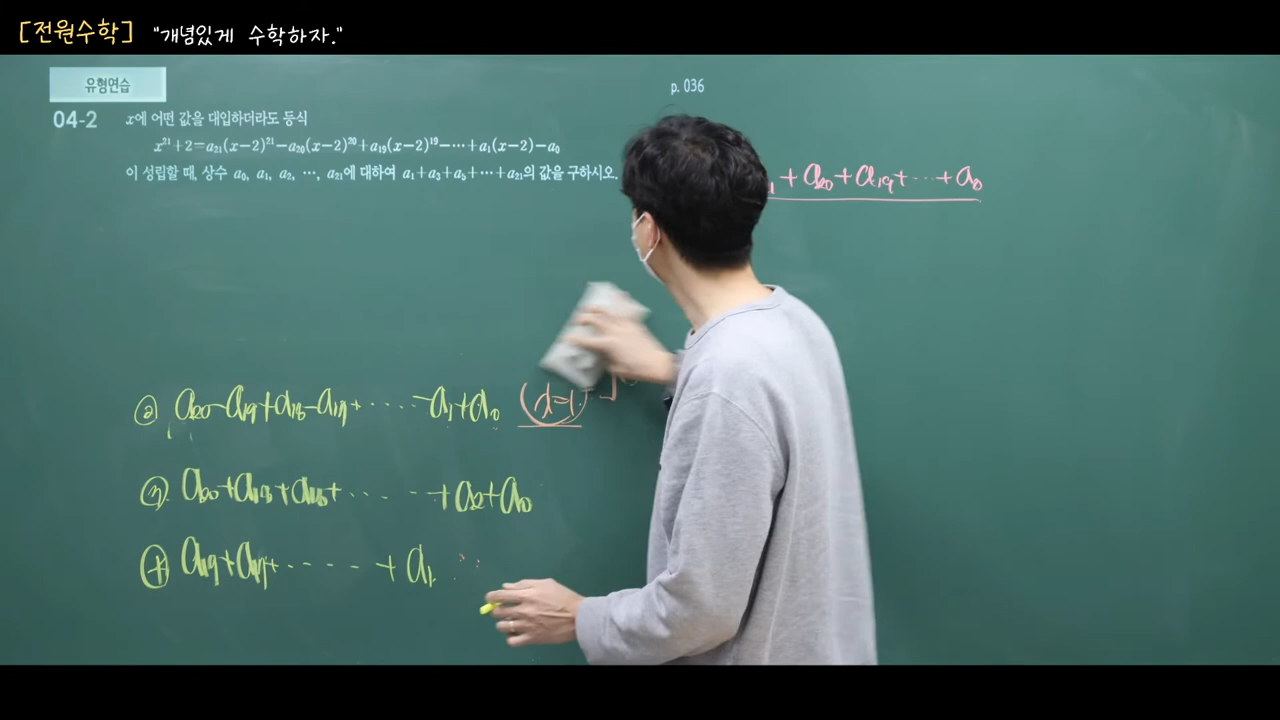 [전원수학] "개념있게 수학하자."
유형연습
p. 036
04-2 x에 어떤 값을 대입하더라도 등식
x²¹+2=a₂₁(x-2)²¹-a₂₀(x-2)²⁰+a₁₉(x-2)¹⁹-⋯+a₁(x-2)-a₀
이 성립할 때, 상수 a₀, a₁, a₂, ⋯, a₂₁에 대하여 a₁+a₃+a₅+⋯+a₂₁의 값을 구하시오.
+a₂₀+a₁₉+⋯+a₀
② a₂₀-a₁₉+a₁₈-a₁₇+⋯⋯-a₁+a₀
③ a₂₀+a₁₈+⋯⋯+a₂+a₀
④ a₁₉+a₁₇+⋯⋯+a₁